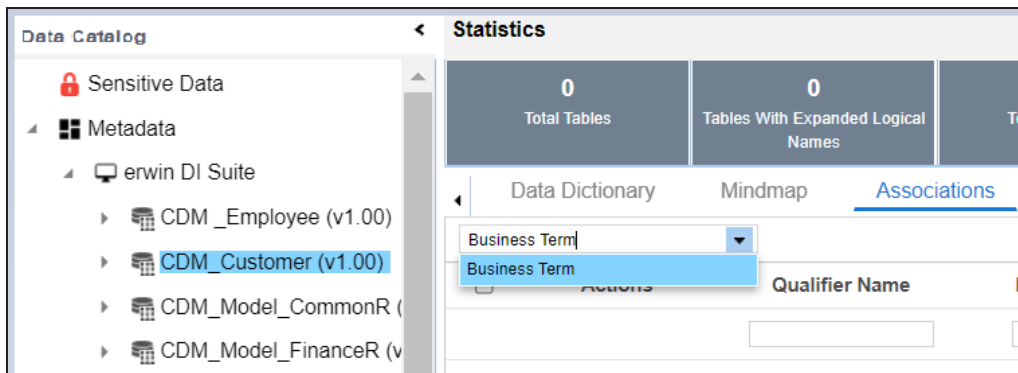 Data Catalog
Sensitive Data
Metadata
erwin DI Suite
CDM _Employee (v1.00)
CDM_Customer (v1.00)
CDM_Model_CommonR (
CDM_Model_FinanceR (v
Statistics
0
Total Tables
0
Tables With Expanded Logical
Names
Data Dictionary
Mindmap
Associations
Business Term
Business Term
Actions
Qualifier Name